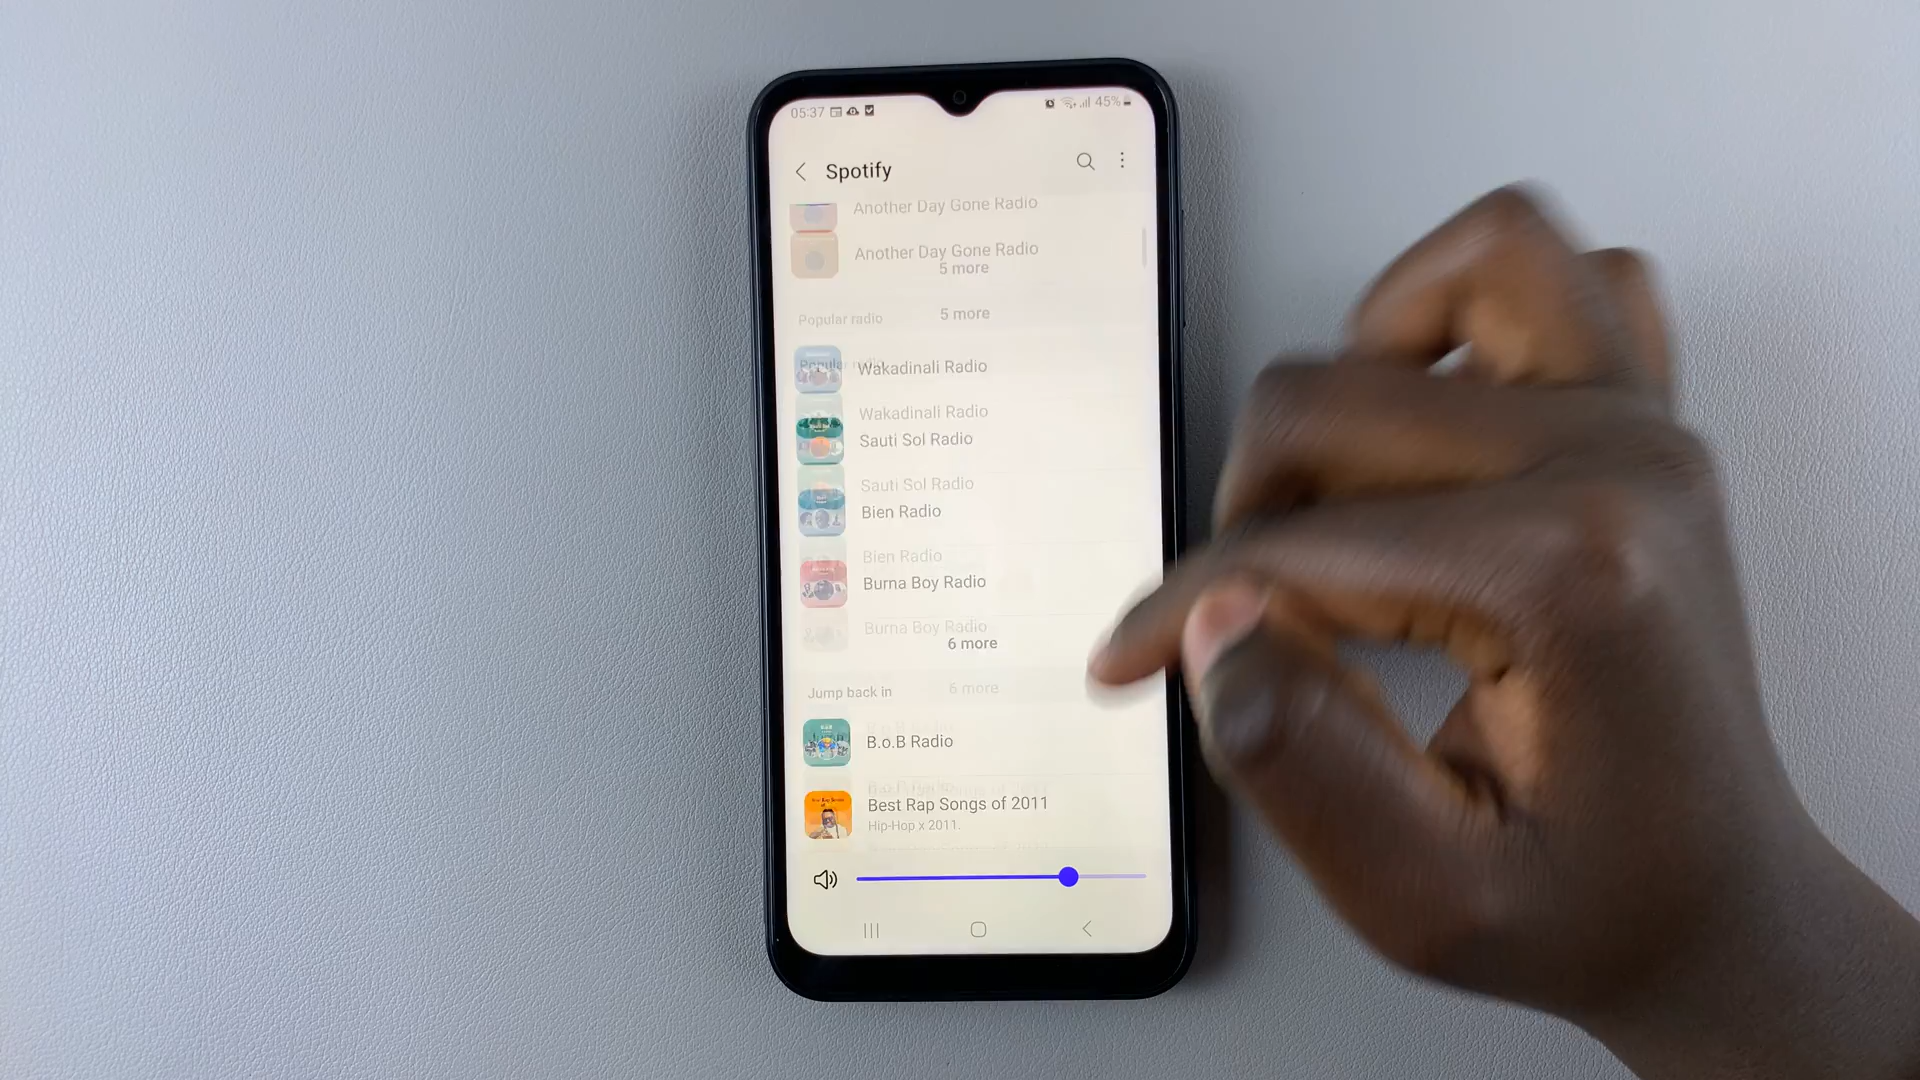 05:37
45%
Spotify
Another Day Gone Radio
Another Day Gone Radio
5 more
5 more
Popular radio
Popular radio
Wakadinali Radio
Wakadinali Radio
Sauti Sol Radio
Sauti Sol Radio
Bien Radio
Bien Radio
Burna Boy Radio
Burna Boy Radio
6 more
6 more
Jump back in
B.o.B Radio
Best Rap Songs of 2011
Hip-Hop x 2011.